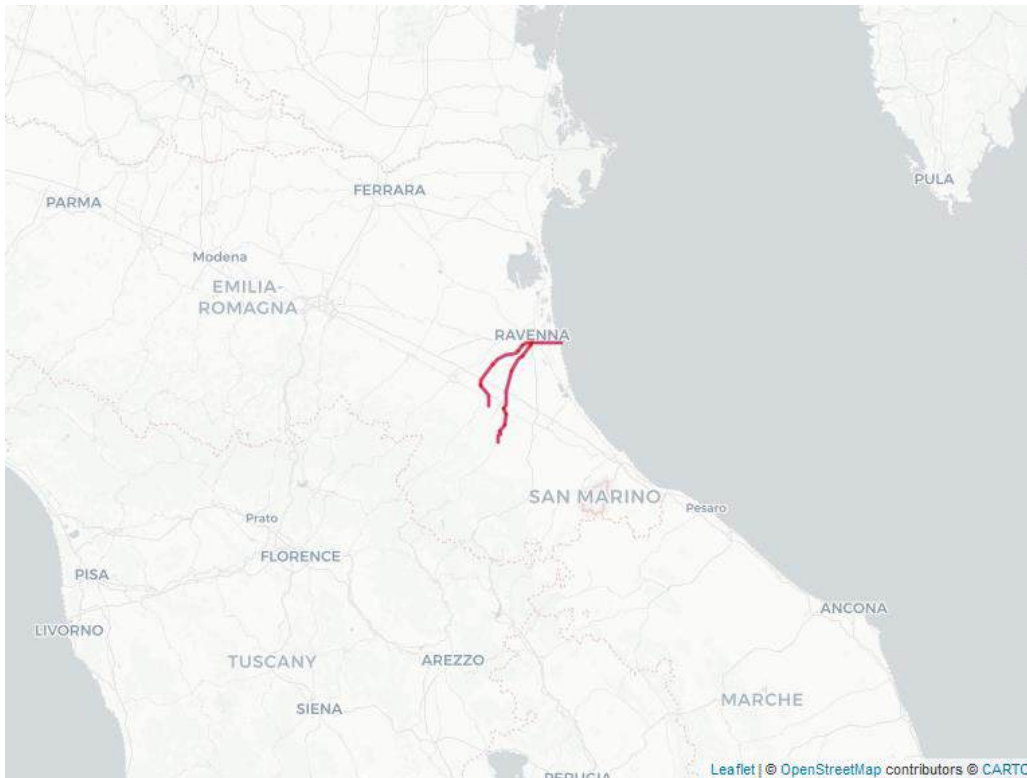 PULA
FERRARA
PARMA
Modena
EMILIA-
ROMAGNA
RAVENNA
SAN MARINO
Pesaro
Prato
FLORENCE
PISA
ANCONA
LIVORNO
TUSCANY
AREZZO
MARCHE
SIENA
PERUGIA
Leaflet | © OpenStreetMap contributors © CARTO